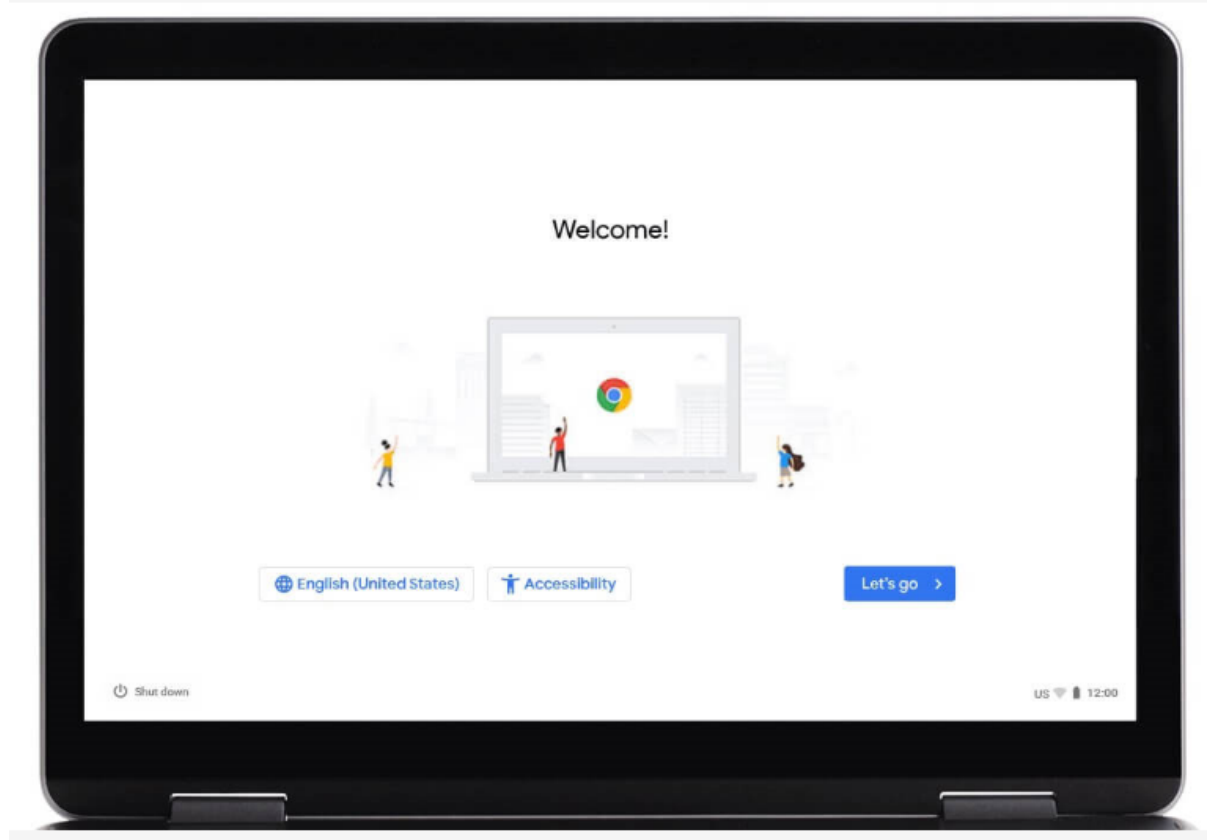 Welcome!
English (United States)
Accessibility
Let's go
Shut down
US
12:00